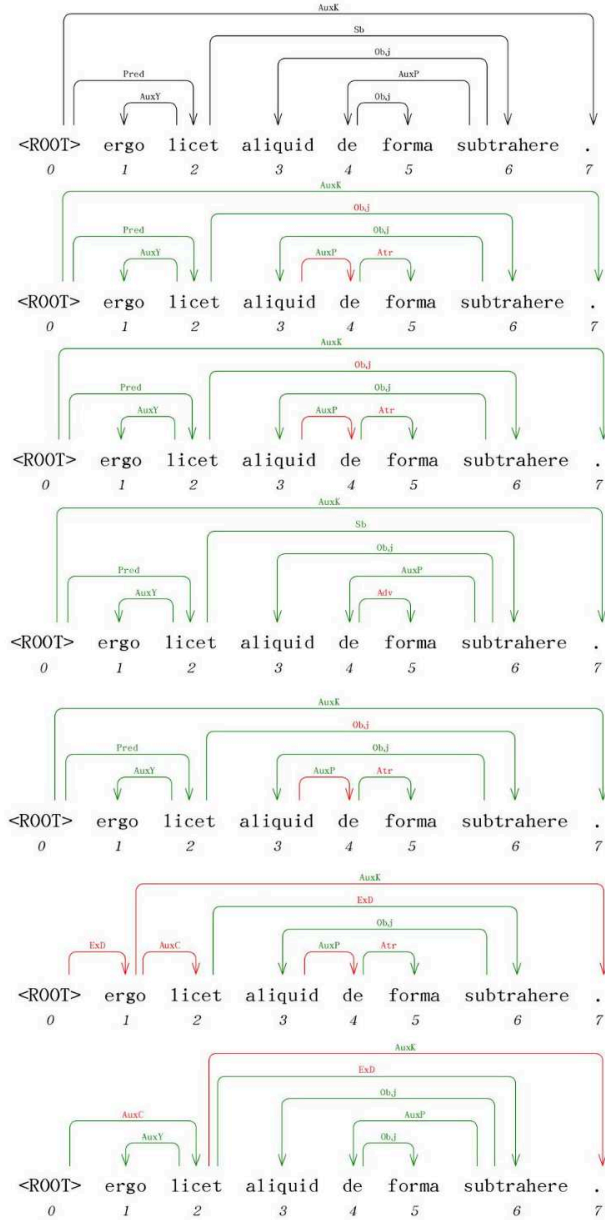 AuxK
Sb
Obj
Pred AuxP
AuxY Obj
<ROOT> ergo licet aliquid de forma subtrahere .
0 1 2 3 4 5 6 7
AuxK
Obj
Pred Obj
AuxY AuxP Atr
<ROOT> ergo licet aliquid de forma subtrahere .
0 1 2 3 4 5 6 7
AuxK
Obj
Pred Obj
AuxY AuxP Atr
<ROOT> ergo licet aliquid de forma subtrahere .
0 1 2 3 4 5 6 7
AuxK
Sb
Obj
Pred AuxP
AuxY Adv
<ROOT> ergo licet aliquid de forma subtrahere .
0 1 2 3 4 5 6 7
AuxK
Obj
Pred Obj
AuxY AuxP Atr
<ROOT> ergo licet aliquid de forma subtrahere .
0 1 2 3 4 5 6 7
AuxK
ExD
Obj
ExD AuxC AuxP Atr
<ROOT> ergo licet aliquid de forma subtrahere .
0 1 2 3 4 5 6 7
AuxK
ExD
Obj
AuxC AuxP
AuxY Obj
<ROOT> ergo licet aliquid de forma subtrahere .
0 1 2 3 4 5 6 7